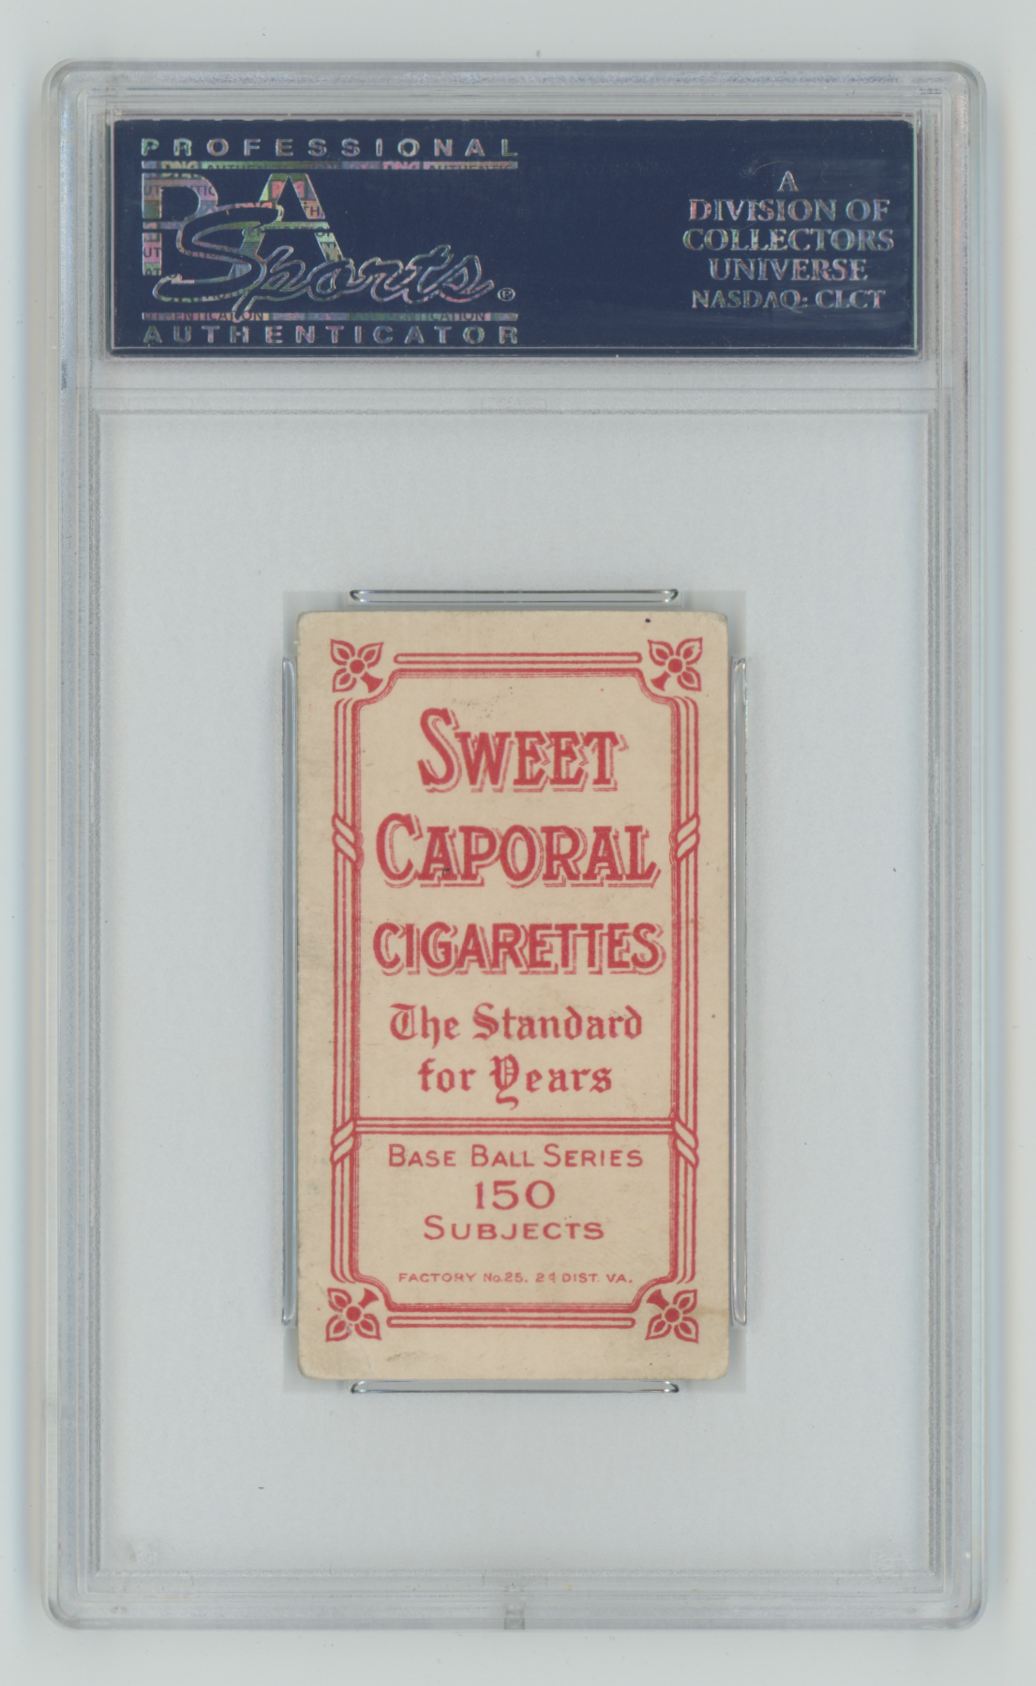 PROFESSIONAL
PSA
Sports
AUTHENTICATOR
A
DIVISION OF
COLLECTORS
UNIVERSE
NASDAQ: CLCT
SWEET
CAPORAL
CIGARETTES
The Standard
for Years
BASE BALL SERIES
150
SUBJECTS
FACTORY No. 25. 2d DIST. VA.